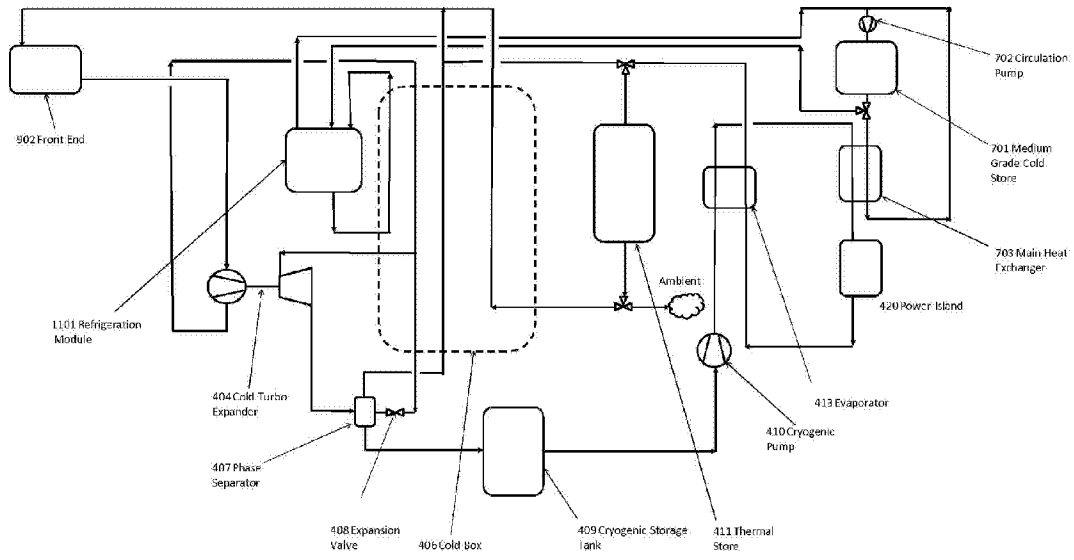 702 Circulation
Pump
902 Front End
701 Medium
Grade Cold
Store
703 Main Heat
Exchanger
Ambient
420 Power Island
1101 Refrigeration
Module
404 Cold Turbo
Expander
413 Evaporator
410 Cryogenic
Pump
407 Phase
Separator
408 Expansion
Valve
406 Cold Box
409 Cryogenic Storage
Tank
411 Thermal
Store